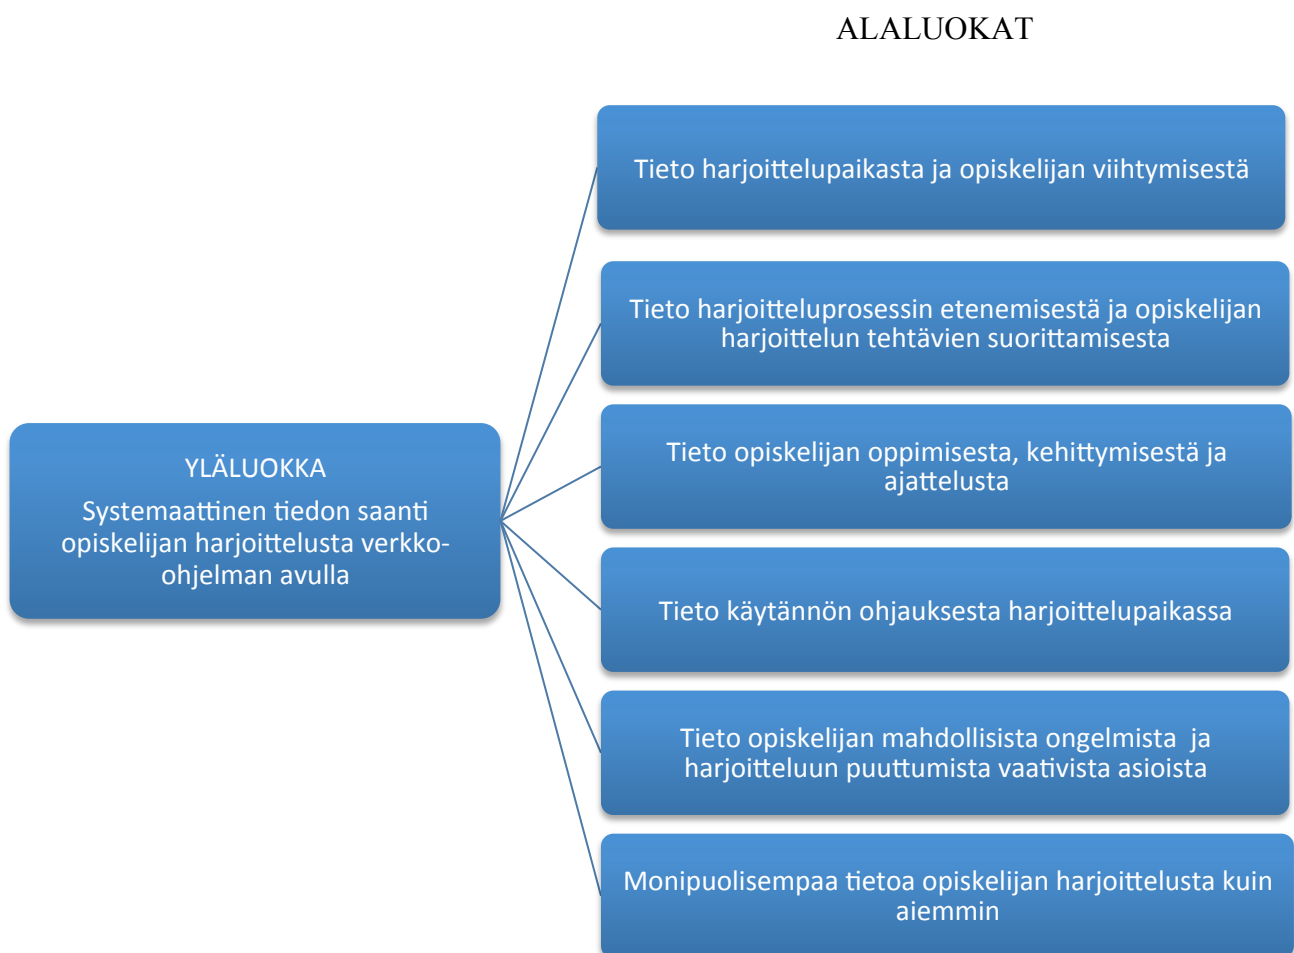 ALALUOKAT
Tieto harjoittelupaikasta ja opiskelijan viihtymisestä
Tieto harjoitteluprosessin etenemisestä ja opiskelijan
harjoittelun tehtävien suorittamisesta
Tieto opiskelijan oppimisesta, kehittymisestä ja
ajattelusta
YLÄLUOKKA
Systemaattinen tiedon saanti
opiskelijan harjoittelusta verkko-
ohjelman avulla
Tieto käytännön ohjauksesta harjoittelupaikassa
Tieto opiskelijan mahdollisista ongelmista  ja
harjoitteluun puuttumista vaativista asioista
Monipuolisempaa tietoa opiskelijan harjoittelusta kuin
aiemmin